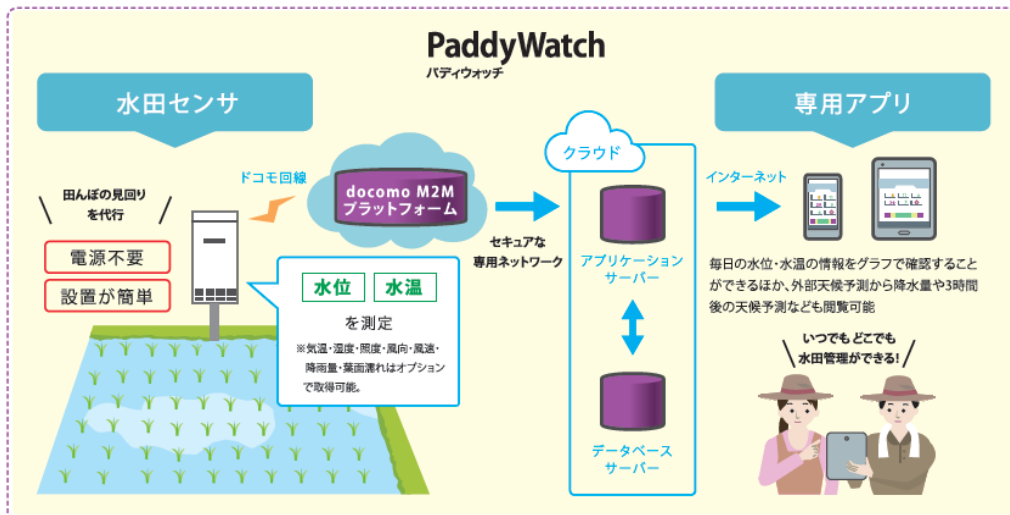 PaddyWatch
パディウォッチ
水田センサ
専用アプリ
田んぼの見回り
を代行
電源不要
設置が簡単
ドコモ回線
docomo M2M
プラットフォーム
セキュアな
専用ネットワーク
水位 水温
を測定
※気温・湿度・照度・風向・風速・
降雨量・葉面濡れはオプション
で取得可能。
クラウド
アプリケーション
サーバー
データベース
サーバー
インターネット
毎日の水位・水温の情報をグラフで確認すること
ができるほか、外部天候予測から降水量や3時間
後の天候予測なども閲覧可能
いつでも どこでも
水田管理ができる!